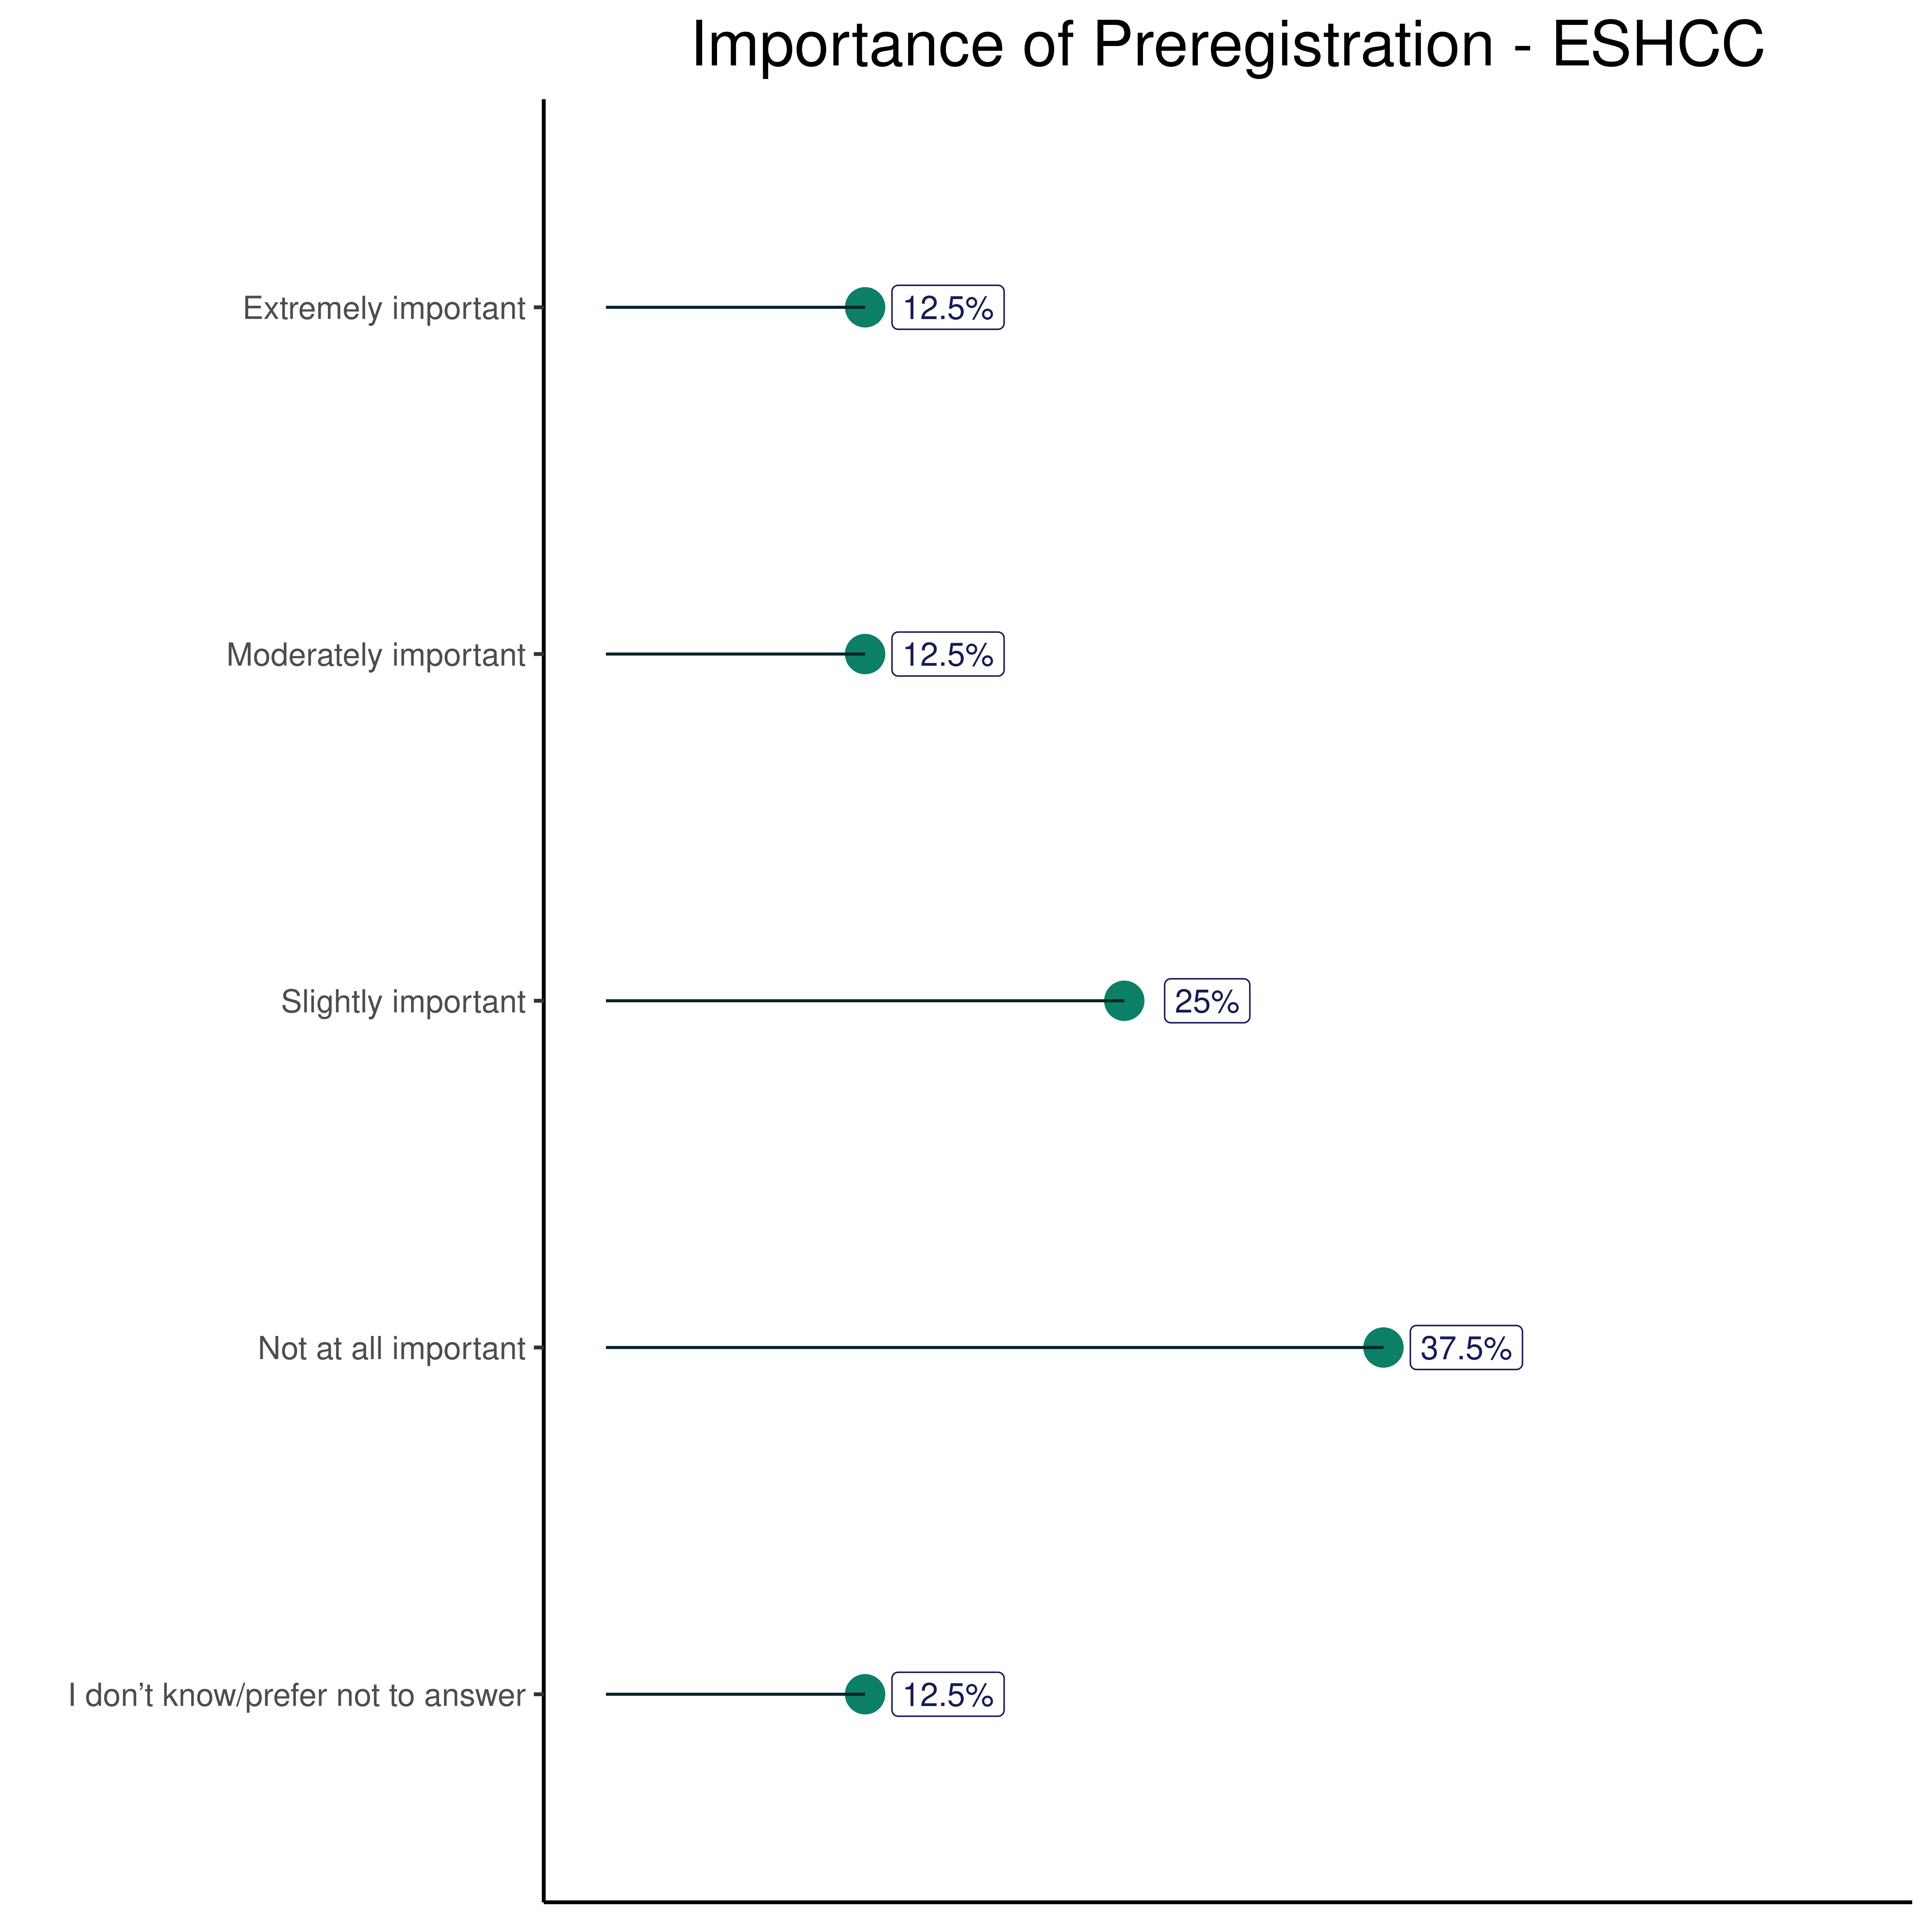 Importance of Preregistration - ESHCC
Extremely important 12.5%
Moderately important 12.5%
Slightly important 25%
Not at all important 37.5%
I don’t know/prefer not to answer 12.5%